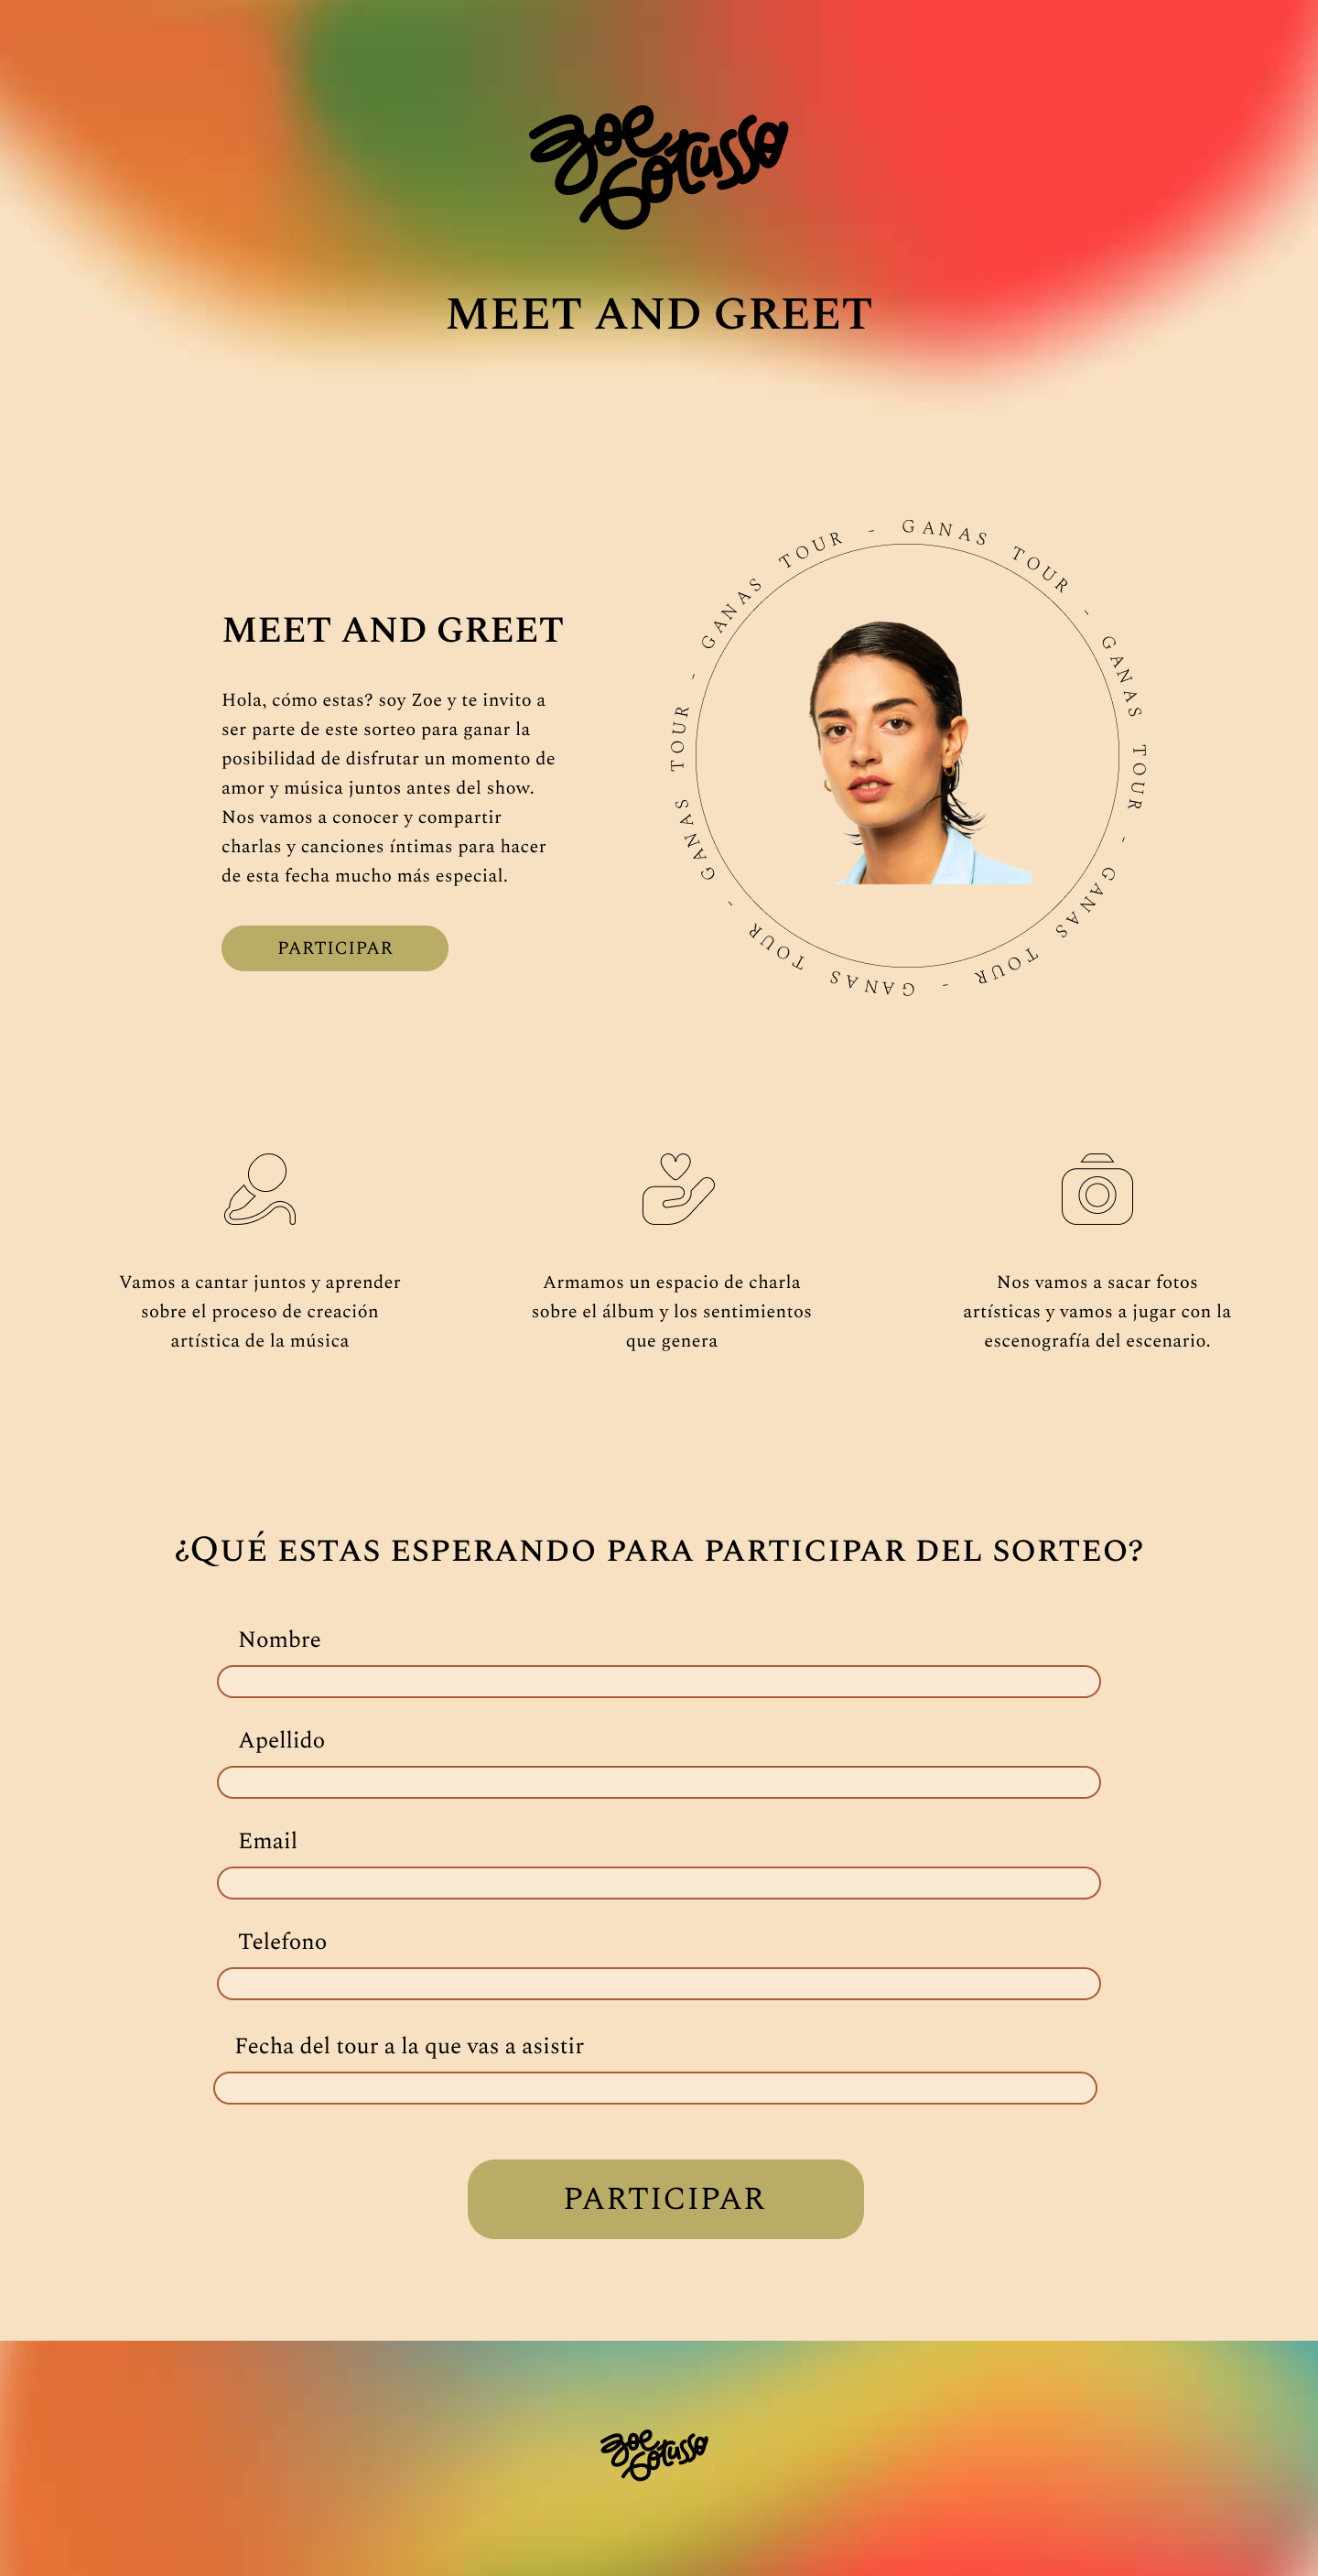 Zoe
Gotusso
MEET AND GREET
GANAS TOUR - GANAS TOUR - GANAS TOUR - GANAS TOUR - GANAS TOUR - GANAS TOUR -
MEET AND GREET
Hola, cómo estas? soy Zoe y te invito a
ser parte de este sorteo para ganar la
posibilidad de disfrutar un momento de
amor y música juntos antes del show.
Nos vamos a conocer y compartir
charlas y canciones íntimas para hacer
de esta fecha mucho más especial.
PARTICIPAR
Vamos a cantar juntos y aprender
sobre el proceso de creación
artística de la música
Armamos un espacio de charla
sobre el álbum y los sentimientos
que genera
Nos vamos a sacar fotos
artísticas y vamos a jugar con la
escenografía del escenario.
¿QUÉ ESTAS ESPERANDO PARA PARTICIPAR DEL SORTEO?
Nombre
Apellido
Email
Telefono
Fecha del tour a la que vas a asistir
PARTICIPAR
Zoe
Gotusso